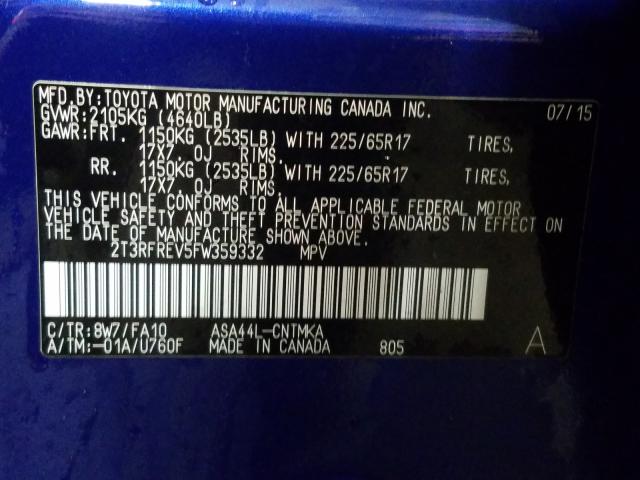 MFD.BY:TOYOTA MOTOR MANUFACTURING CANADA INC. 07/15
GVWR:2105KG (4640LB)
GAWR:FRT. 1150KG (2535LB) WITH 225/65R17 TIRES,
17X7.0J RIMS.
RR. 1150KG (2535LB) WITH 225/65R17 TIRES,
17X7.0J RIMS.
THIS VEHICLE CONFORMS TO ALL APPLICABLE FEDERAL MOTOR
VEHICLE SAFETY AND THEFT PREVENTION STANDARDS IN EFFECT ON
THE DATE OF MANUFACTURE SHOWN ABOVE.
2T3RFREV5FW359332 MPV
C/TR:8W7/FA10 ASA44L-CNTMKA
A/TM:-01A/U760F MADE IN CANADA 805 A